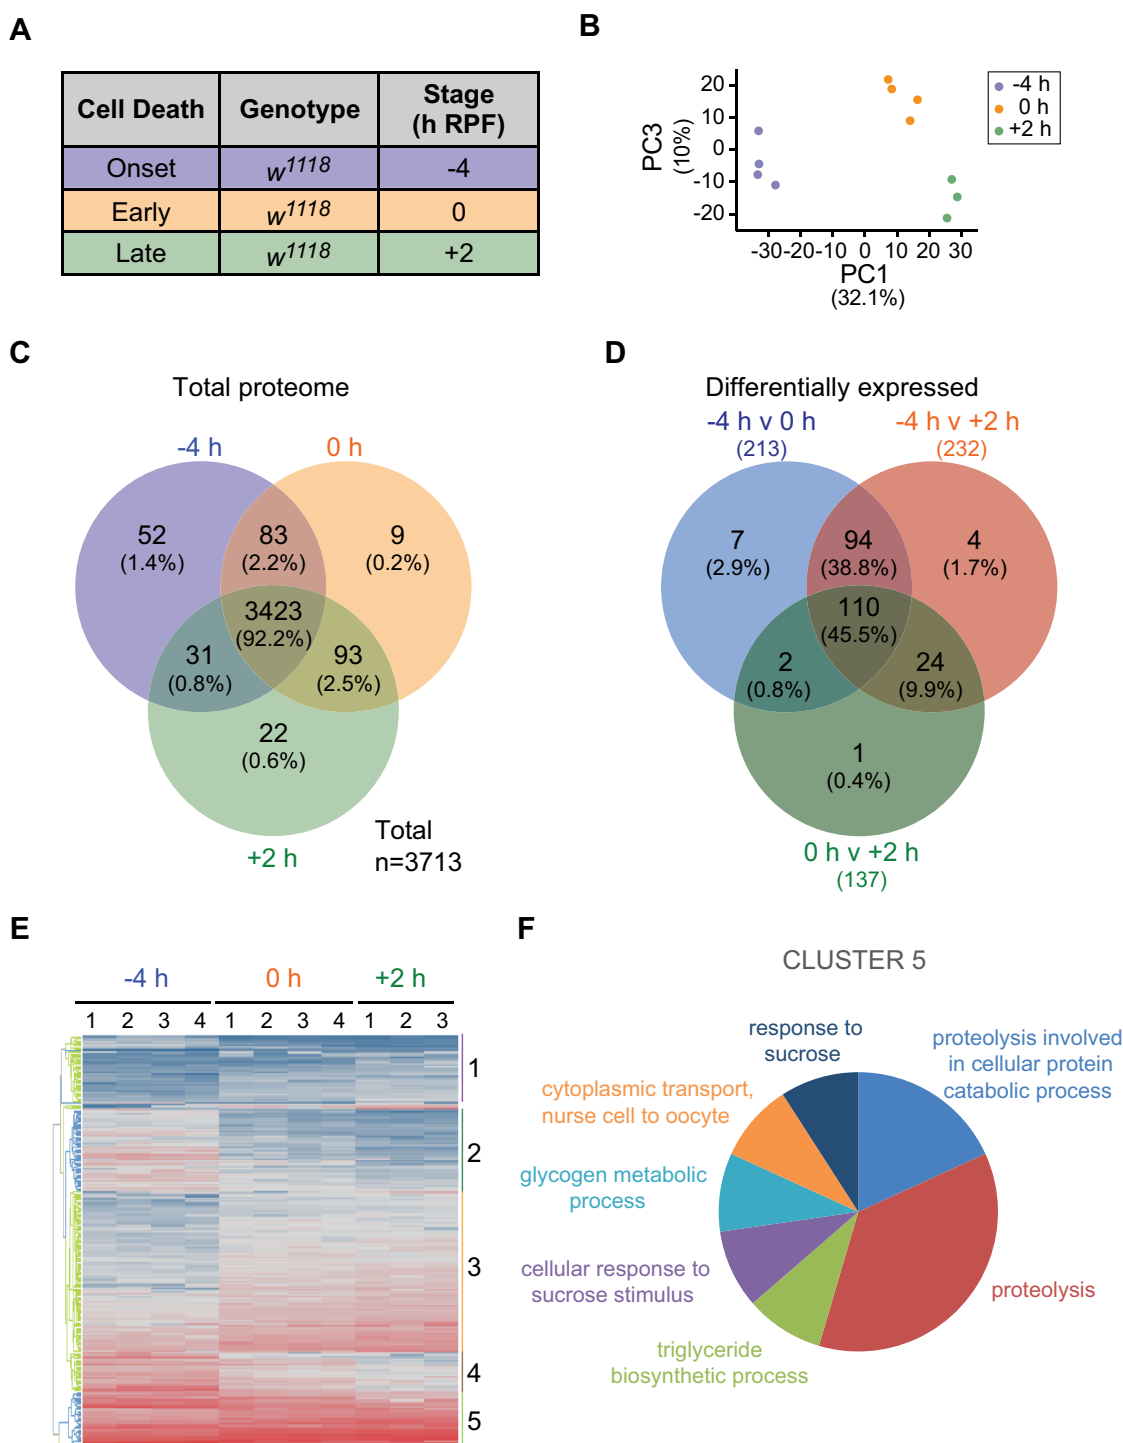 A
Cell Death Genotype Stage
(h RPF)
Onset w1118 -4
Early w1118 0
Late w1118 +2
B
PC3
(10%)
20
10
0
-10
-20
-30 -20 -10 0 10 20 30
PC1
(32.1%)
-4 h
0 h
+2 h
C
Total proteome
-4 h 0 h
52
(1.4%)
83
(2.2%)
9
(0.2%)
3423
(92.2%)
31
(0.8%)
93
(2.5%)
22
(0.6%)
+2 h
Total
n=3713
D
Differentially expressed
-4 h v 0 h
(213)
-4 h v +2 h
(232)
7
(2.9%)
94
(38.8%)
4
(1.7%)
110
(45.5%)
2
(0.8%)
24
(9.9%)
1
(0.4%)
0 h v +2 h
(137)
E
-4 h 0 h +2 h
1 2 3 4 1 2 3 4 1 2 3
1
2
3
4
5
F
CLUSTER 5
response to
sucrose
proteolysis involved
in cellular protein
catabolic process
cytoplasmic transport,
nurse cell to oocyte
glycogen metabolic
process
cellular response to
sucrose stimulus
proteolysis
triglyceride
biosynthetic process